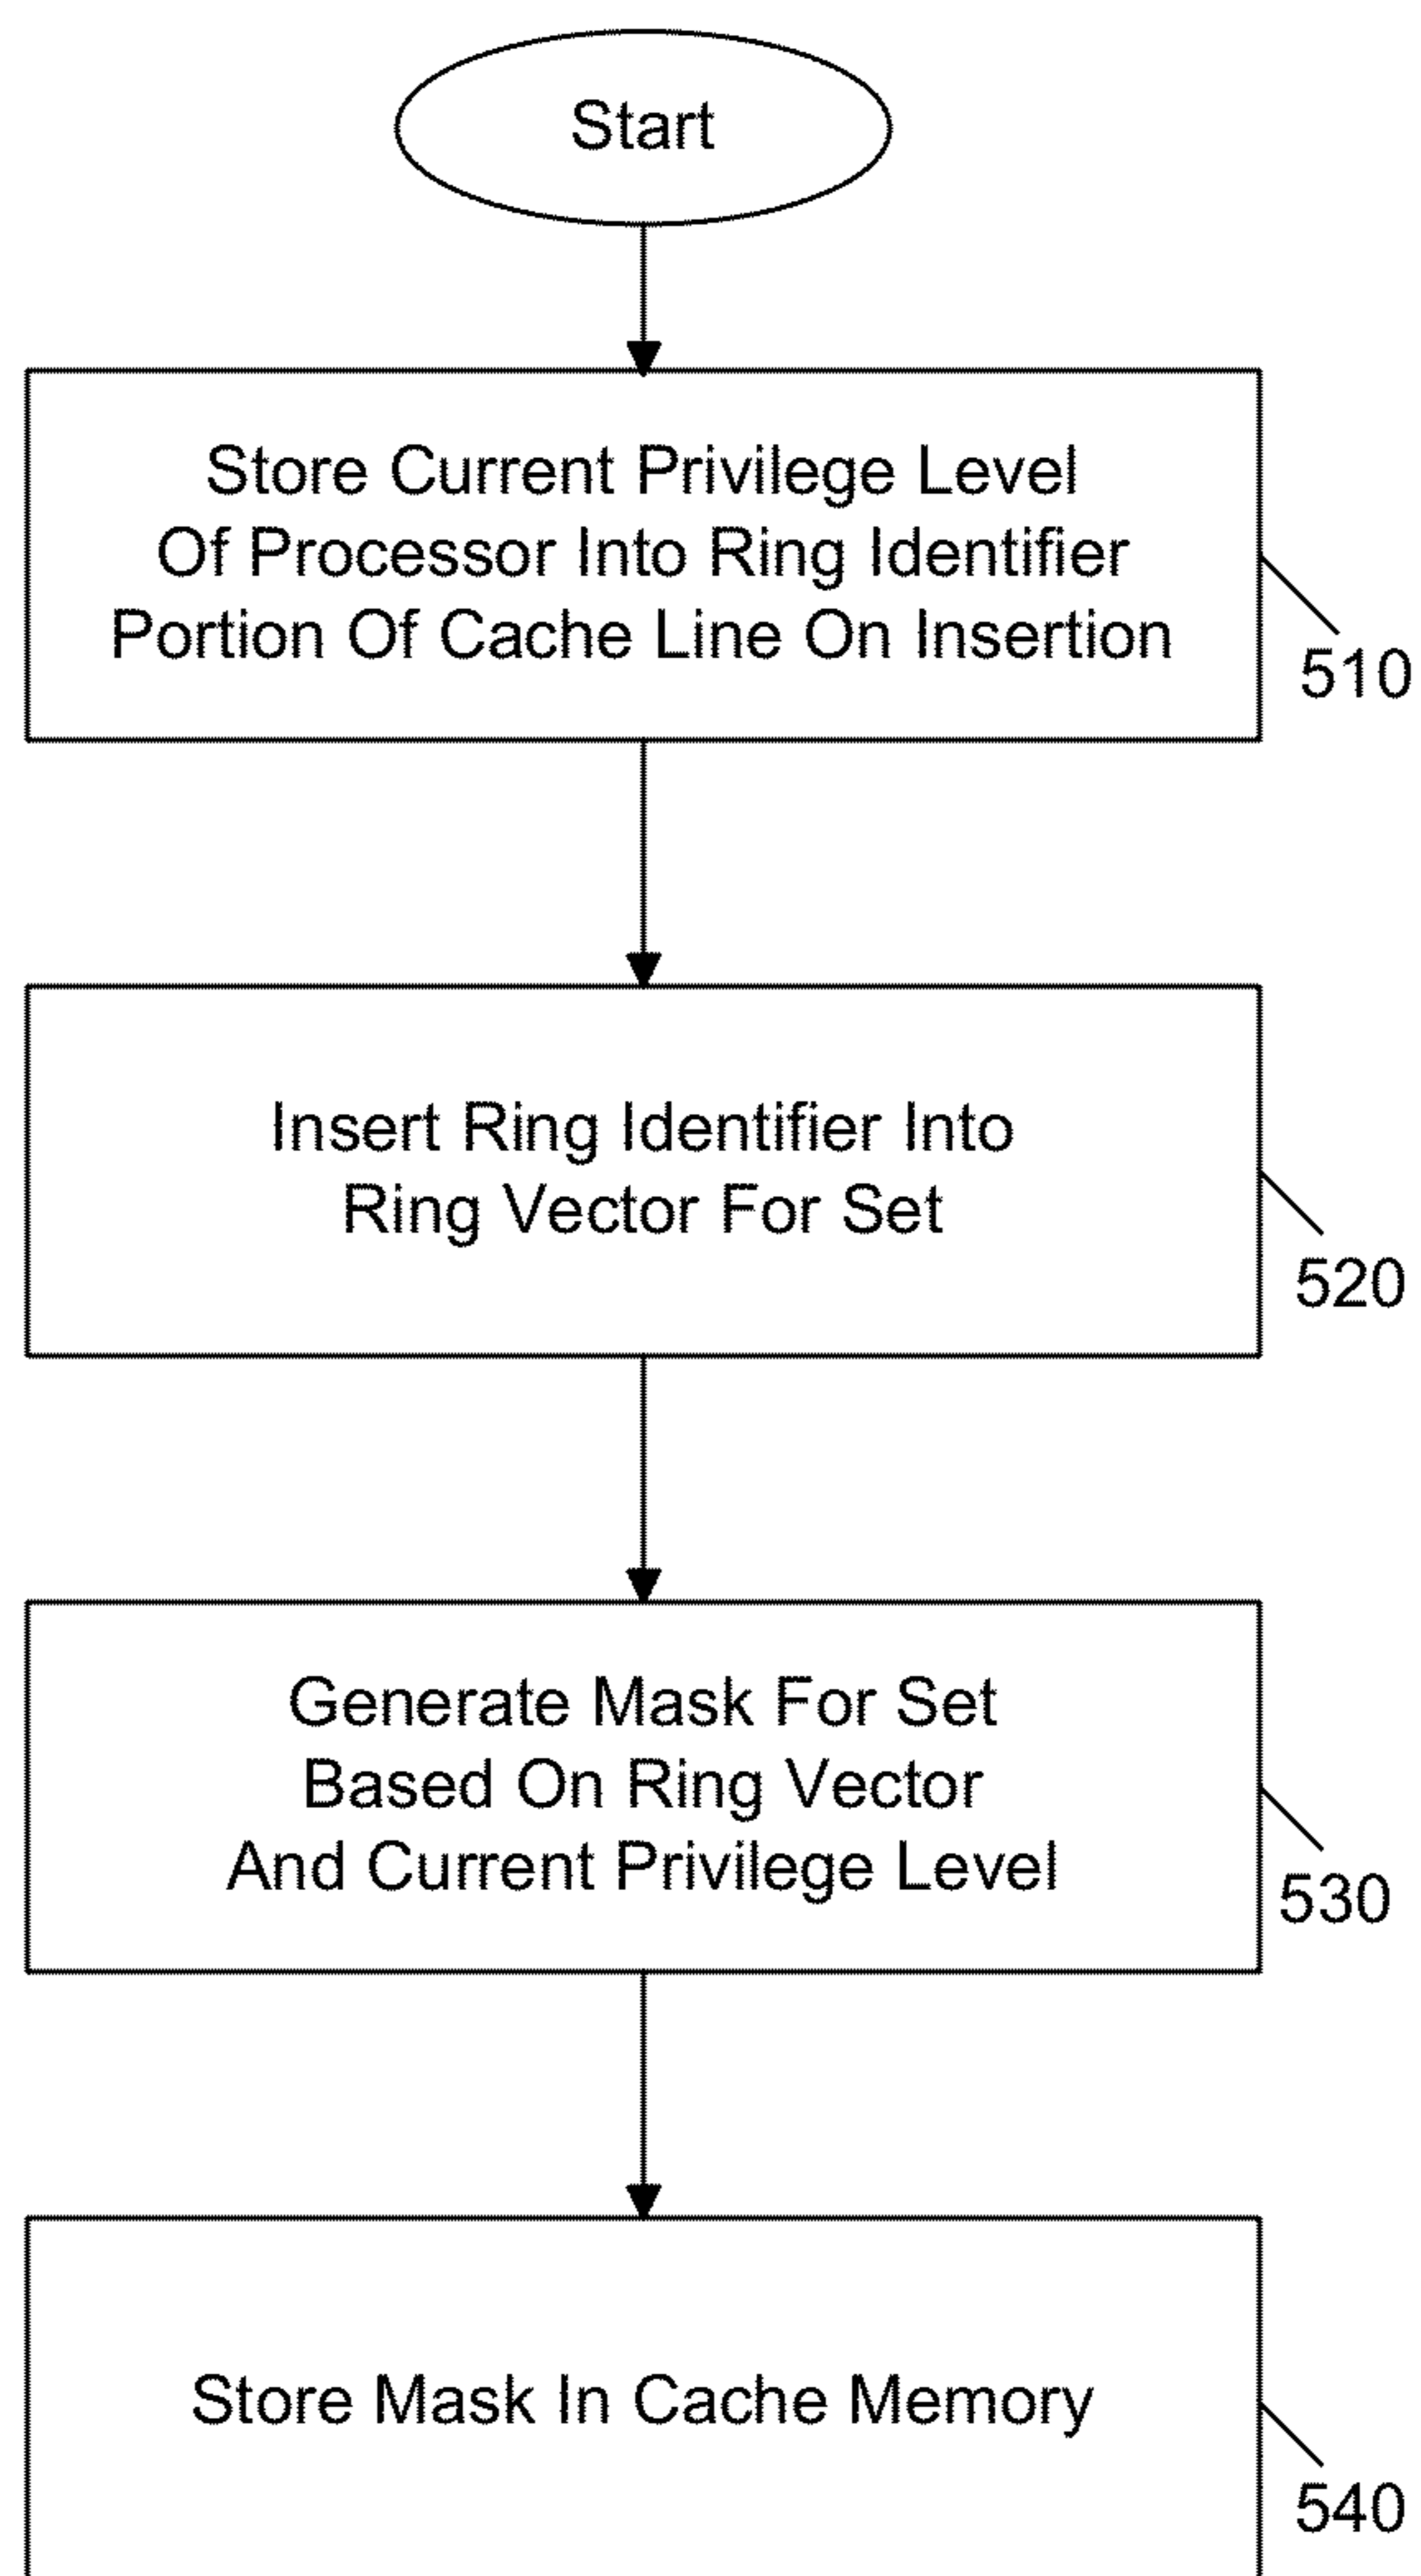 Start
Store Current Privilege Level
Of Processor Into Ring Identifier
Portion Of Cache Line On Insertion
510
Insert Ring Identifier Into
Ring Vector For Set
520
Generate Mask For Set
Based On Ring Vector
And Current Privilege Level
530
Store Mask In Cache Memory
540